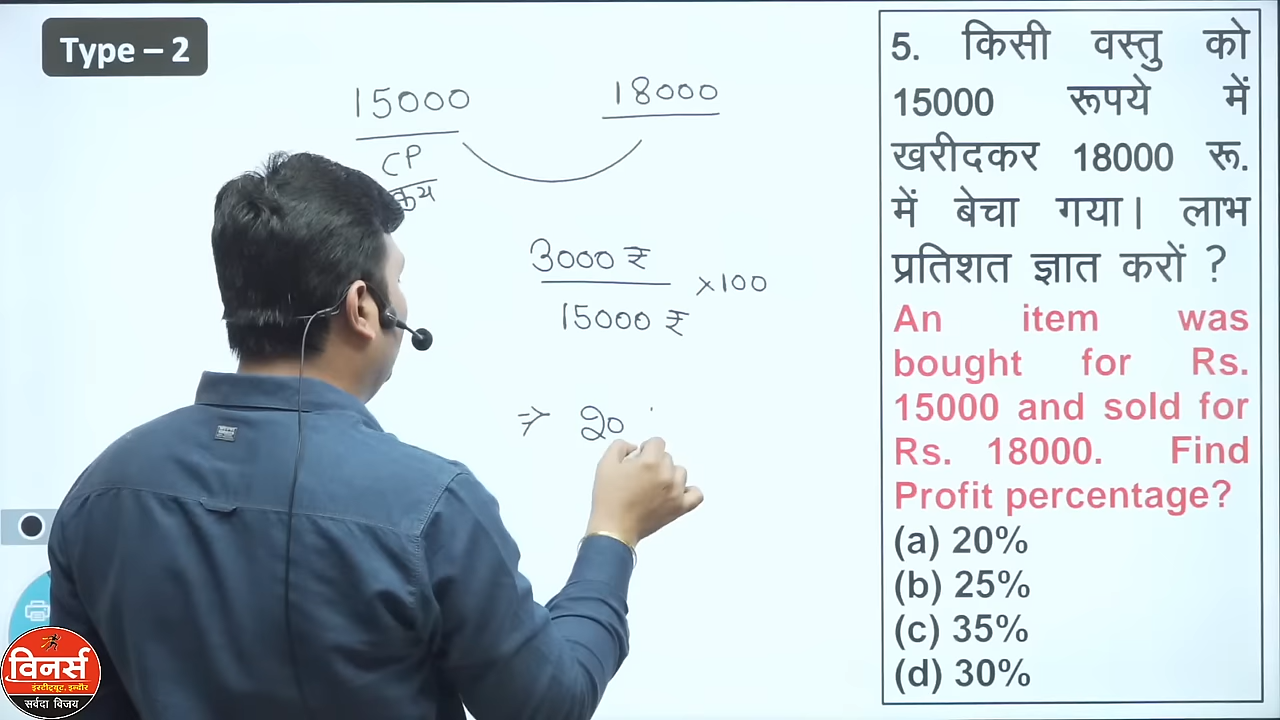 Type – 2
15000
18000
CP
क्रय
3000 ₹
15000 ₹
×100
⇒ 20
5. किसी वस्तु को
15000 रूपये में
खरीदकर 18000 रू.
में बेचा गया। लाभ
प्रतिशत ज्ञात करों ?
An item was
bought for Rs.
15000 and sold for
Rs. 18000. Find
Profit percentage?
(a) 20%
(b) 25%
(c) 35%
(d) 30%
विनर्स
इंस्टीट्यूट, इन्दौर
सर्वदा विजय